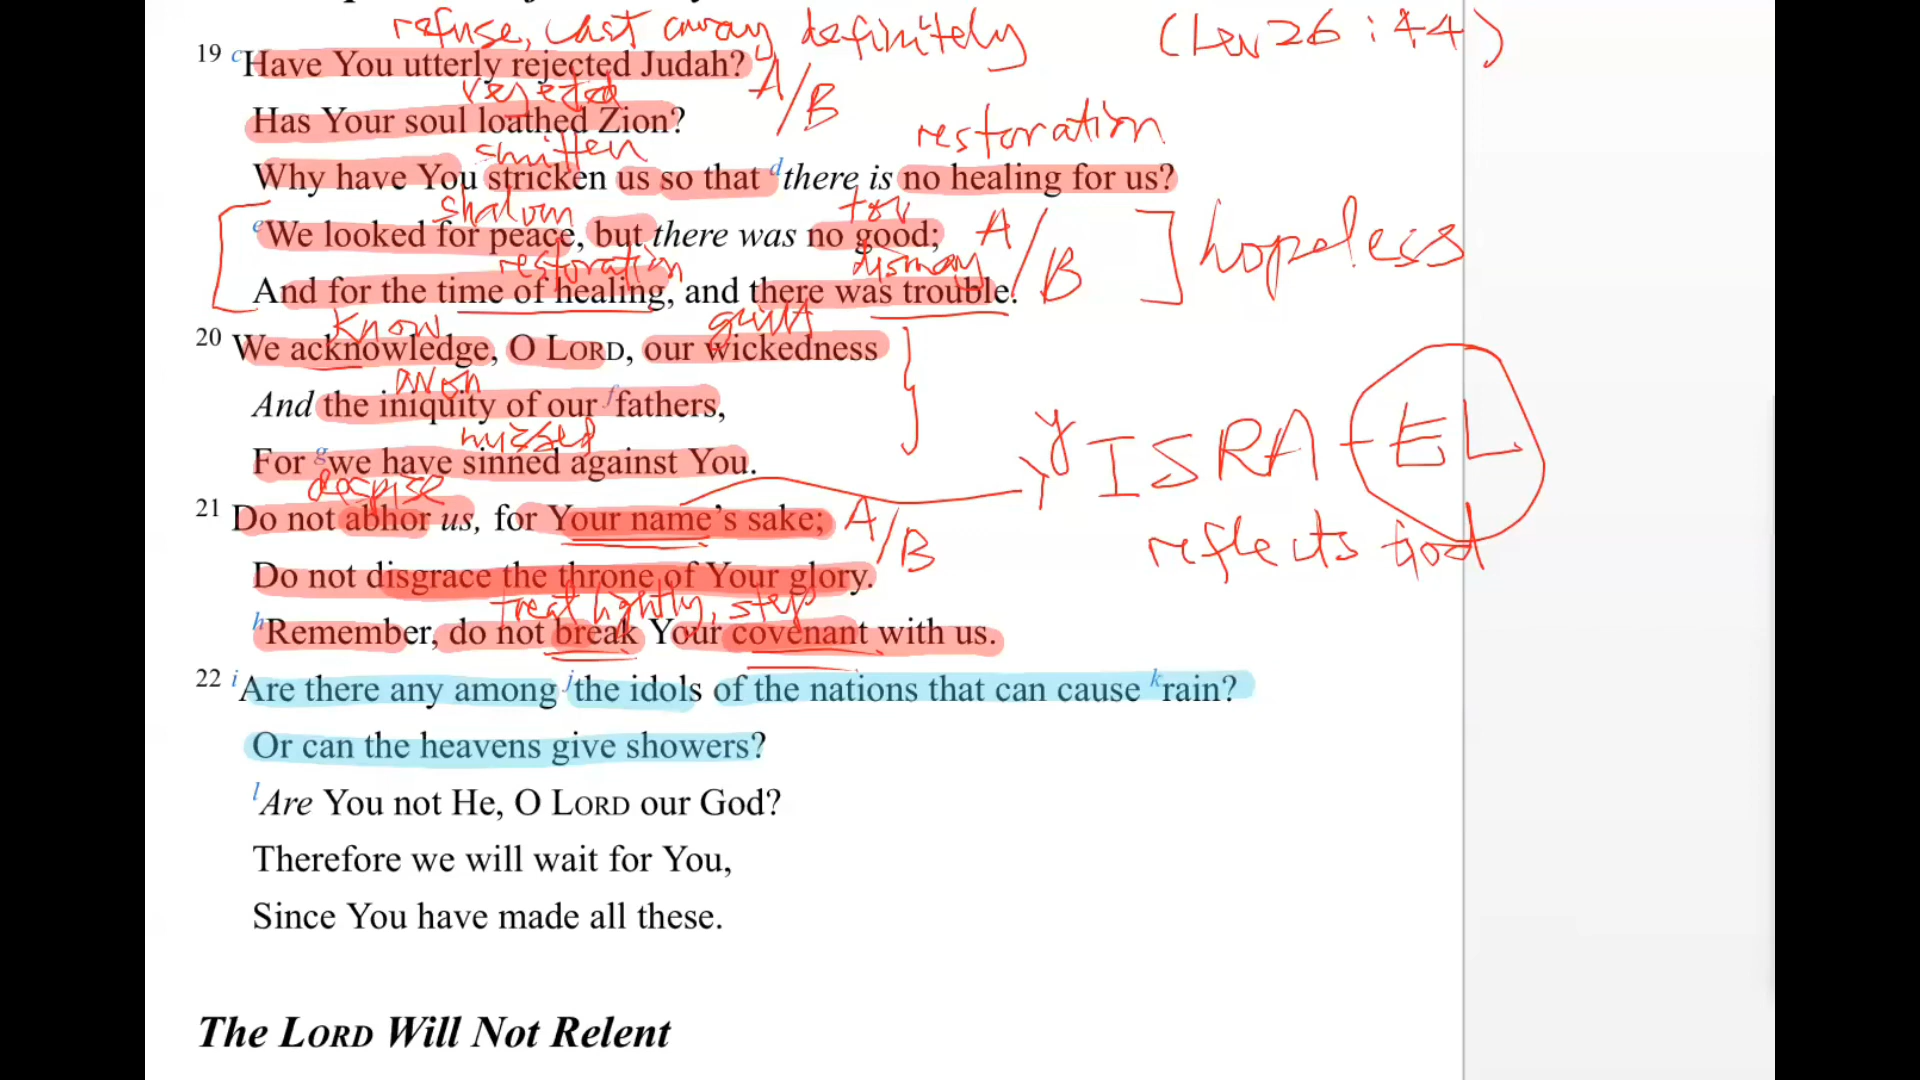 refuse, cast away, definitely (Lev 26:44)
19 c Have You utterly rejected Judah?
A/B
rejected
Has Your soul loathed Zion?
restoration
smitten
Why have You stricken us so that d there is no healing for us?
shalom tov
e We looked for peace, but there was no good; A/B ] hopeless
restoration dismay
And for the time of healing, and there was trouble.
know guilt
20 We acknowledge, O LORD, our wickedness
avon
And the iniquity of our f fathers,
ISRA-EL
missed
For g we have sinned against You.
despise
21 Do not abhor us, for Your name's sake; A/B
reflects God
Do not disgrace the throne of Your glory.
treat lightly, step
h Remember, do not break Your covenant with us.
22 i Are there any among j the idols of the nations that can cause k rain?
Or can the heavens give showers?
l Are You not He, O LORD our God?
Therefore we will wait for You,
Since You have made all these.
The LORD Will Not Relent